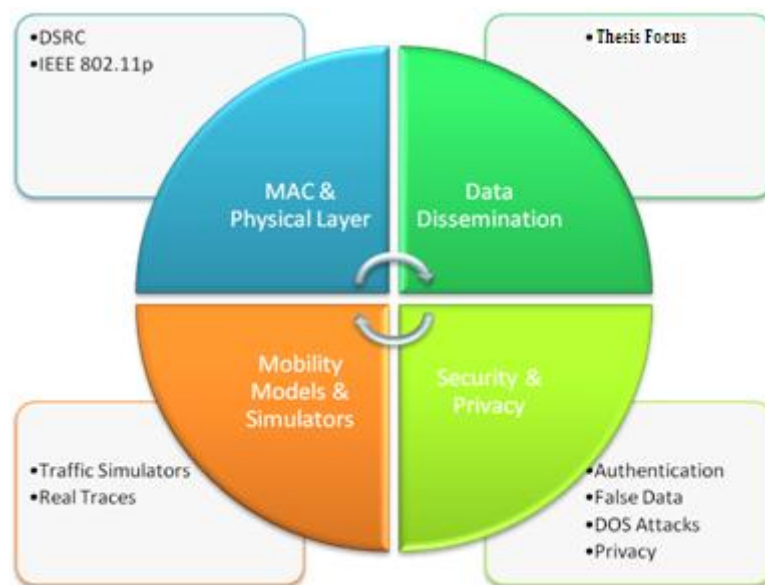 •DSRC
•IEEE 802.11p
•Thesis Focus
MAC &
Physical Layer
Data
Dissemination
Mobility
Models &
Simulators
Security &
Privacy
•Traffic Simulators
•Real Traces
•Authentication
•False Data
•DOS Attacks
•Privacy